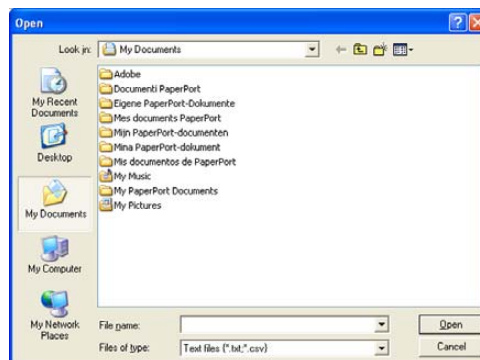 Open
Look in: My Documents
My Recent
Documents
Desktop
My Documents
My Computer
My Network
Places
Adobe
Documenti PaperPort
Eigene PaperPort-Dokumente
Mes documents PaperPort
Mijn PaperPort-documenten
Mina PaperPort-dokument
Mis documentos de PaperPort
My Music
My PaperPort Documents
My Pictures
File name:
Open
Files of type: Text files (*.txt;*.csv)
Cancel